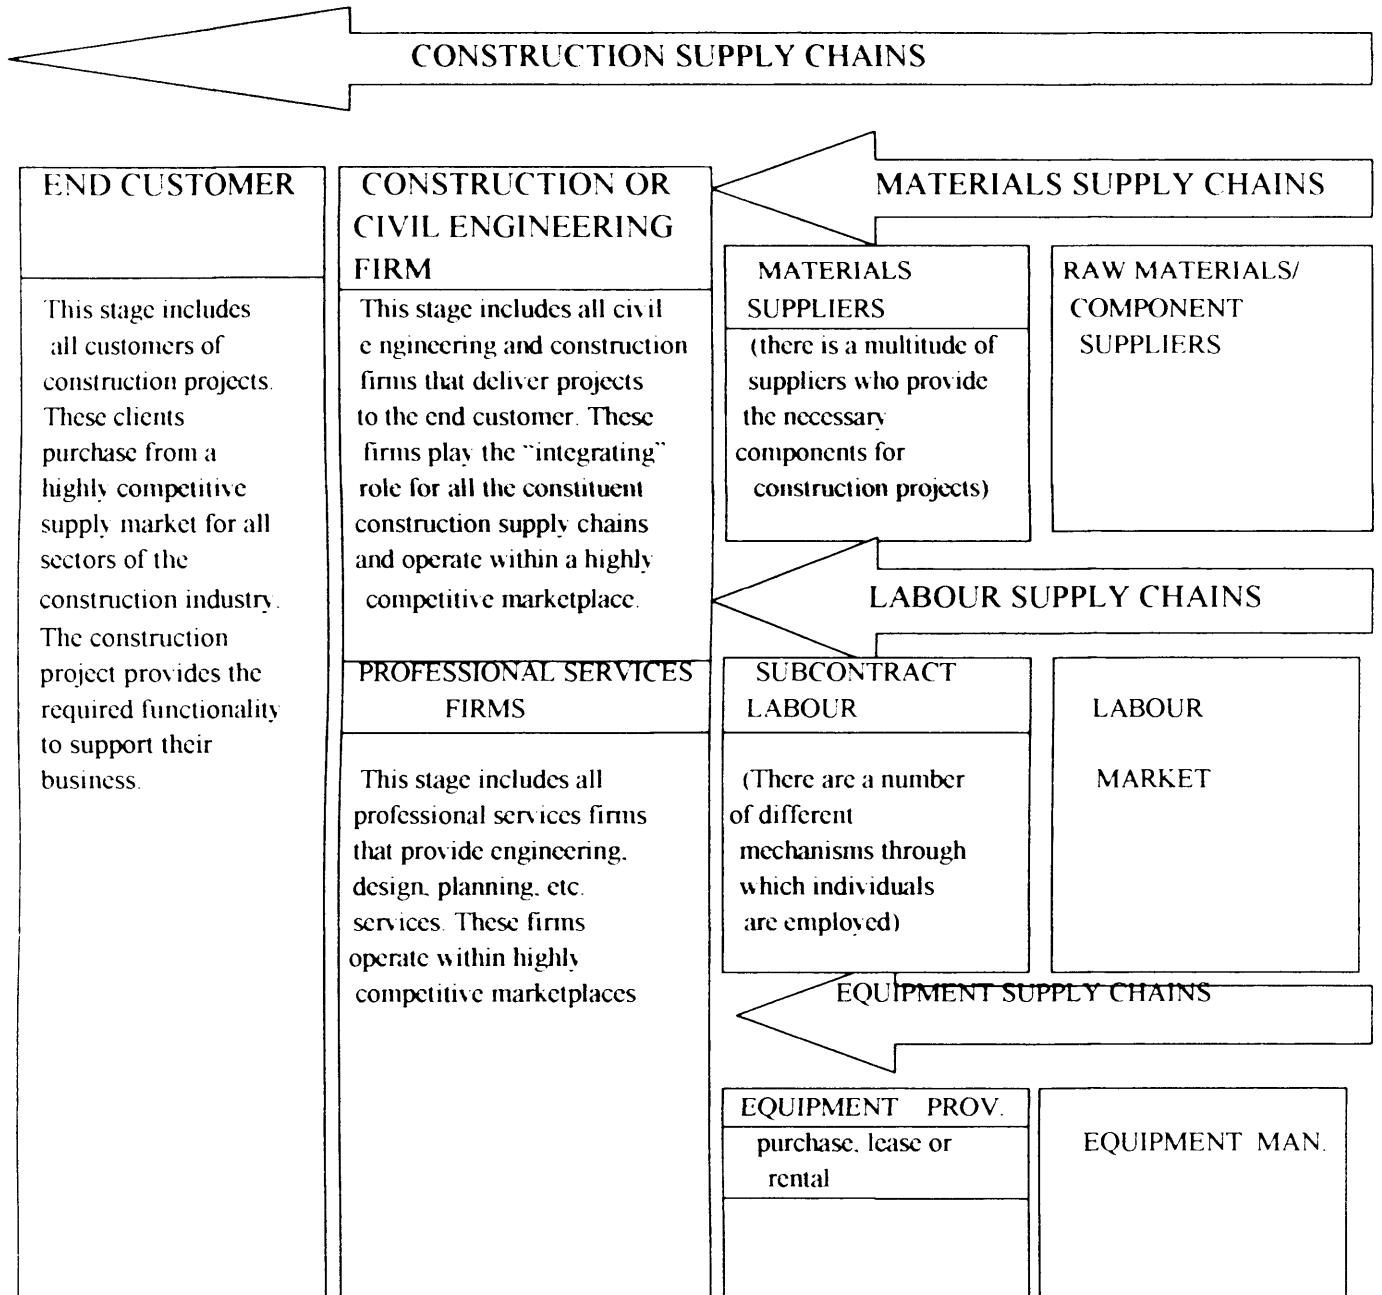 CONSTRUCTION SUPPLY CHAINS
END CUSTOMER
This stage includes
all customers of
construction projects.
These clients
purchase from a
highly competitive
supply market for all
sectors of the
construction industry.
The construction
project provides the
required functionality
to support their
business.
CONSTRUCTION OR
CIVIL ENGINEERING
FIRM
This stage includes all civil
e ngineering and construction
firms that deliver projects
to the end customer. These
firms play the "integrating"
role for all the constituent
construction supply chains
and operate within a highly
competitive marketplace.
PROFESSIONAL SERVICES
FIRMS
This stage includes all
professional services firms
that provide engineering,
design, planning, etc.
services. These firms
operate within highly
competitive marketplaces
MATERIALS SUPPLY CHAINS
MATERIALS
SUPPLIERS
(there is a multitude of
suppliers who provide
the necessary
components for
construction projects)
RAW MATERIALS/
COMPONENT
SUPPLIERS
LABOUR SUPPLY CHAINS
SUBCONTRACT
LABOUR
(There are a number
of different
mechanisms through
which individuals
are employed)
LABOUR
MARKET
EQUIPMENT SUPPLY CHAINS
EQUIPMENT PROV.
purchase, lease or
rental
EQUIPMENT MAN.